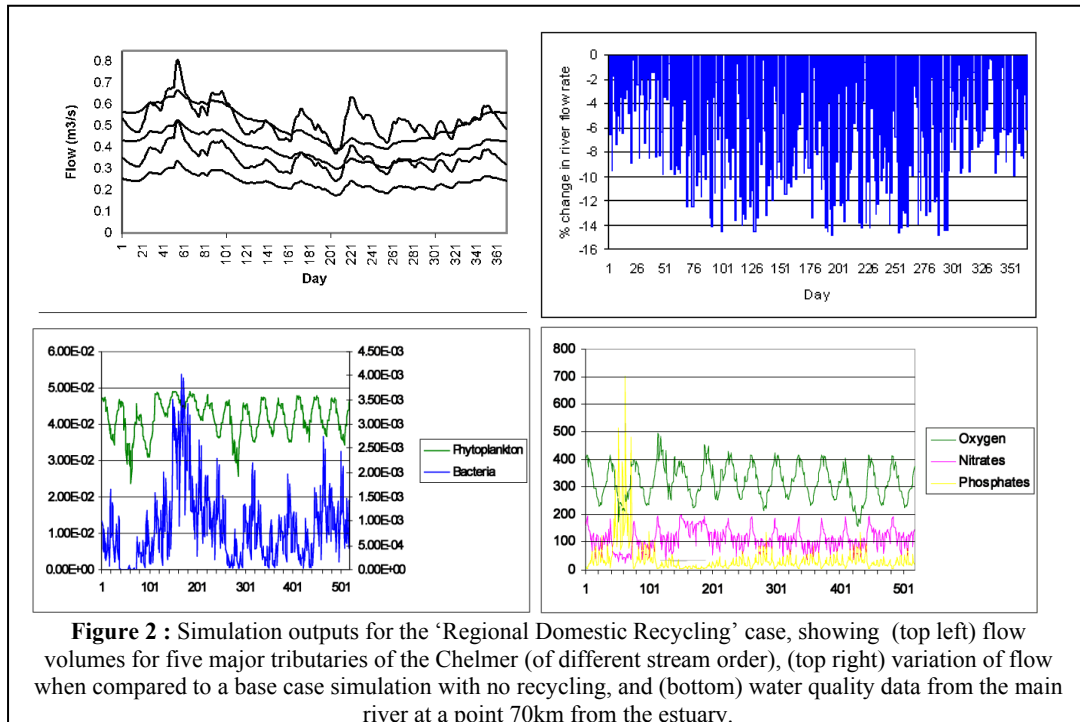 Flow (m3/s)
0.8
0.7
0.6
0.5
0.4
0.3
0.2
0.1
0
1
21
41
61
81
101
121
141
161
181
201
221
241
261
281
301
321
341
361
Day
% change in river flow rate
0
-2
-4
-6
-8
-10
-12
-14
-16
1 26 51 76 101 126 151 176 201 226 251 276 301 326 351
Day
6.00E-02
5.00E-02
4.00E-02
3.00E-02
2.00E-02
1.00E-02
0.00E+00
4.50E-03
4.00E-03
3.50E-03
3.00E-03
2.50E-03
2.00E-03
1.50E-03
1.00E-03
5.00E-04
0.00E+00
1 101 201 301 401 501
Phytoplankton
Bacteria
800
700
600
500
400
300
200
100
0
1 101 201 301 401 501
Oxygen
Nitrates
Phosphates
Figure 2 : Simulation outputs for the ‘Regional Domestic Recycling’ case, showing (top left) flow
volumes for five major tributaries of the Chelmer (of different stream order), (top right) variation of flow
when compared to a base case simulation with no recycling, and (bottom) water quality data from the main
river at a point 70km from the estuary.